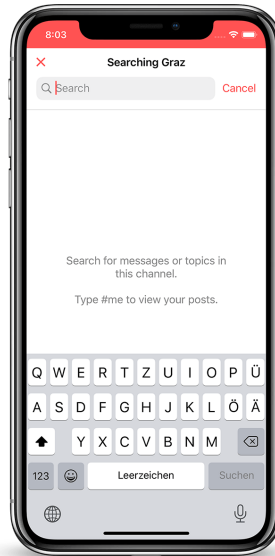 8:03
Searching Graz
Search
Cancel
Search for messages or topics in
this channel.
Type #me to view your posts.
Q W E R T Z U I O P Ü
A S D F G H J K L Ö Ä
Y X C V B N M
123
Leerzeichen
Suchen